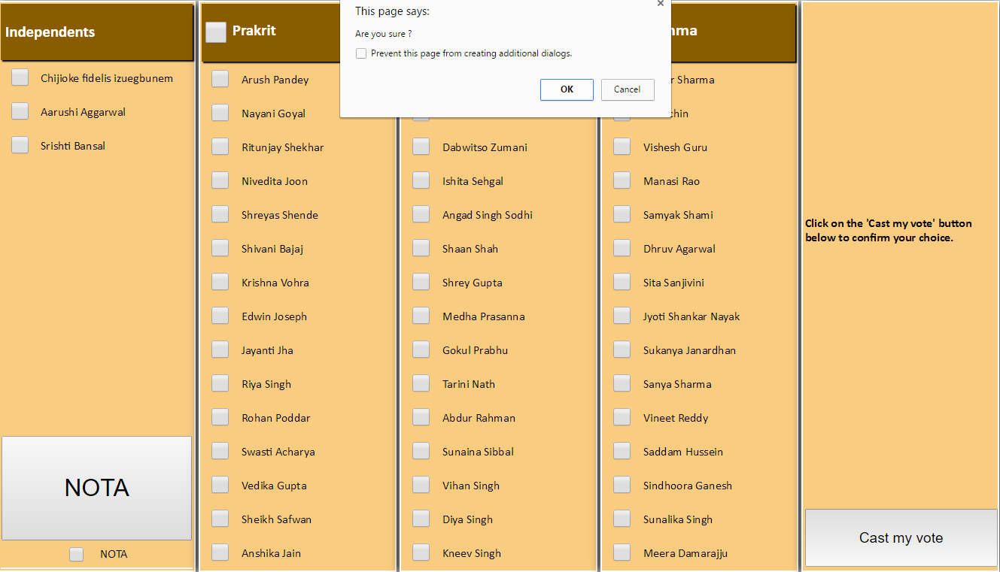 Independents
Chijioke fidelis izuegbunem
Aarushi Aggarwal
Srishti Bansal
NOTA
NOTA
Prakrit
Arush Pandey
Nayani Goyal
Ritunjay Shekhar
Nivedita Joon
Shreyas Shende
Shivani Bajaj
Krishna Vohra
Edwin Joseph
Jayanti Jha
Riya Singh
Rohan Poddar
Swasti Acharya
Vedika Gupta
Sheikh Safwan
Anshika Jain
This page says:
Are you sure ?
Prevent this page from creating additional dialogs.
OK
Cancel
Dabwitso Zumani
Ishita Sehgal
Angad Singh Sodhi
Shaan Shah
Shrey Gupta
Medha Prasanna
Gokul Prabhu
Tarini Nath
Abdur Rahman
Sunaina Sibbal
Vihan Singh
Diya Singh
Kneev Singh
Sharma
Vishesh Guru
Manasi Rao
Samyak Shami
Dhruv Agarwal
Sita Sanjivini
Jyoti Shankar Nayak
Sukanya Janardhan
Sanya Sharma
Vineet Reddy
Saddam Hussein
Sindhoora Ganesh
Sunalika Singh
Meera Damarajju
Click on the 'Cast my vote' button
below to confirm your choice.
Cast my vote